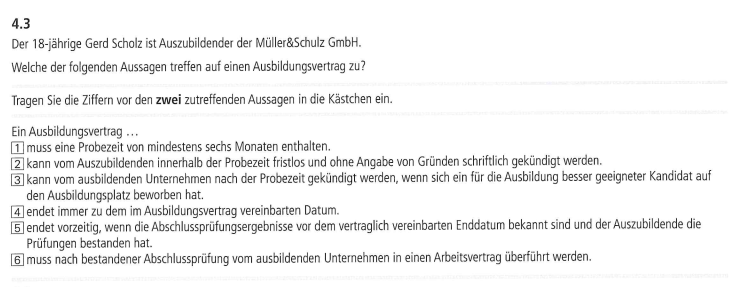 4.3
Der 18-jährige Gerd Scholz ist Auszubildender der Müller&Schulz GmbH.
Welche der folgenden Aussagen treffen auf einen Ausbildungsvertrag zu?
Tragen Sie die Ziffern vor den zwei zutreffenden Aussagen in die Kästchen ein.
Ein Ausbildungsvertrag …
1 muss eine Probezeit von mindestens sechs Monaten enthalten.
2 kann vom Auszubildenden innerhalb der Probezeit fristlos und ohne Angabe von Gründen schriftlich gekündigt werden.
3 kann vom ausbildenden Unternehmen nach der Probezeit gekündigt werden, wenn sich ein für die Ausbildung besser geeigneter Kandidat auf
den Ausbildungsplatz beworben hat.
4 endet immer zu dem im Ausbildungsvertrag vereinbarten Datum.
5 endet vorzeitig, wenn die Abschlussprüfungsergebnisse vor dem vertraglich vereinbarten Enddatum bekannt sind und der Auszubildende die
Prüfungen bestanden hat.
6 muss nach bestandener Abschlussprüfung vom ausbildenden Unternehmen in einen Arbeitsvertrag überführt werden.